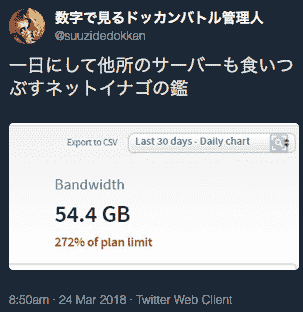 数字で見るドッカンバトル管理人
@suuzidedokkan
一日にして他所のサーバーも食いつ
ぶすネットイナゴの鑑
Export to CSV
Last 30 days - Daily chart
Bandwidth
54.4 GB
272% of plan limit
8:50am · 24 Mar 2018 · Twitter Web Client